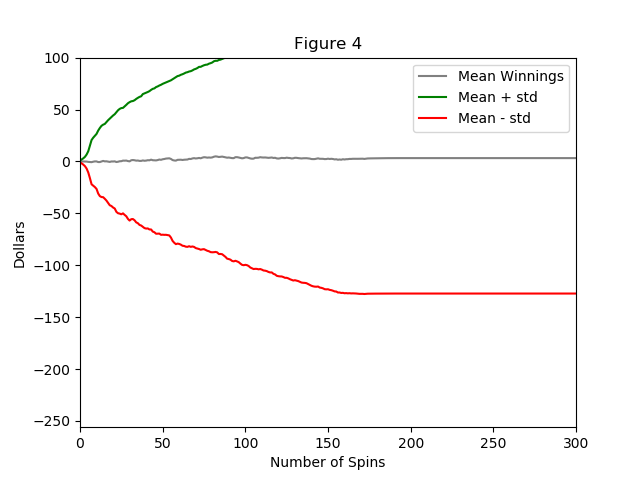 Figure 4
Mean Winnings
Mean + std
Mean - std
100
50
0
−50
−100
−150
−200
−250
Dollars
0 50 100 150 200 250 300
Number of Spins